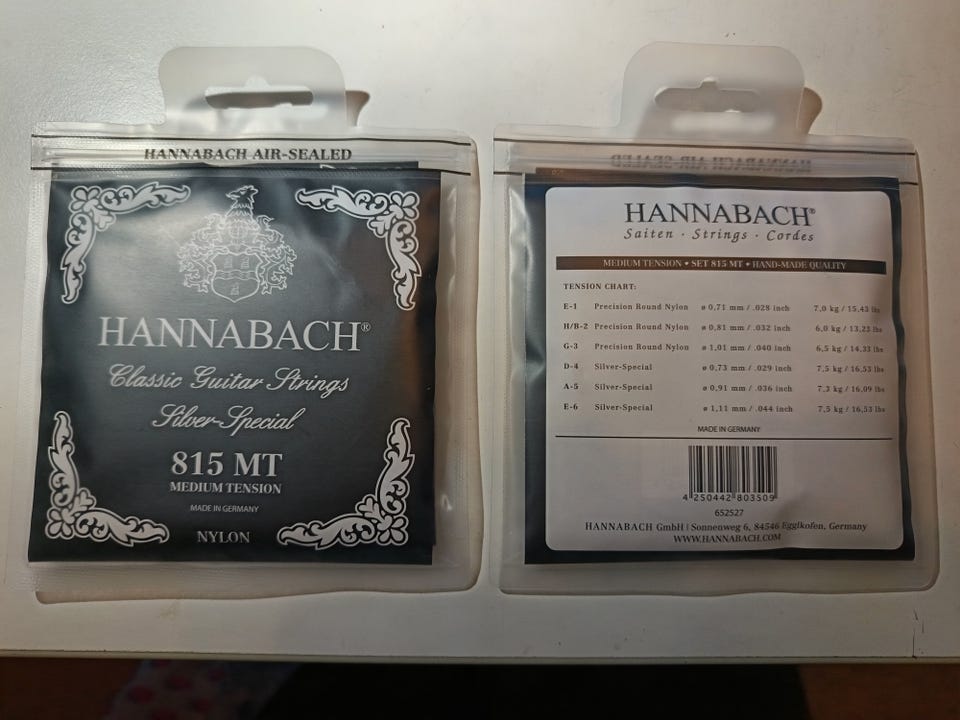 HANNABACH AIR-SEALED
HANNABACH®
Classic Guitar Strings
Silver-Special
815 MT
MEDIUM TENSION
MADE IN GERMANY
NYLON
HANNABACH AIR-SEALED
HANNABACH®
Saiten · Strings · Cordes
MEDIUM TENSION • SET 815 MT • HAND-MADE QUALITY
TENSION CHART:
E-1 Precision Round Nylon ø 0,71 mm / .028 inch 7,0 kg / 15,43 lbs
H/B-2 Precision Round Nylon ø 0,81 mm / .032 inch 6,0 kg / 13,23 lbs
G-3 Precision Round Nylon ø 1,01 mm / .040 inch 6,5 kg / 14,33 lbs
D-4 Silver-Special ø 0,73 mm / .029 inch 7,5 kg / 16,53 lbs
A-5 Silver-Special ø 0,91 mm / .036 inch 7,3 kg / 16,09 lbs
E-6 Silver-Special ø 1,11 mm / .044 inch 7,5 kg / 16,53 lbs
MADE IN GERMANY
4 250442 803509
652527
HANNABACH GmbH | Sonnenweg 6, 84546 Egglkofen, Germany
WWW.HANNABACH.COM